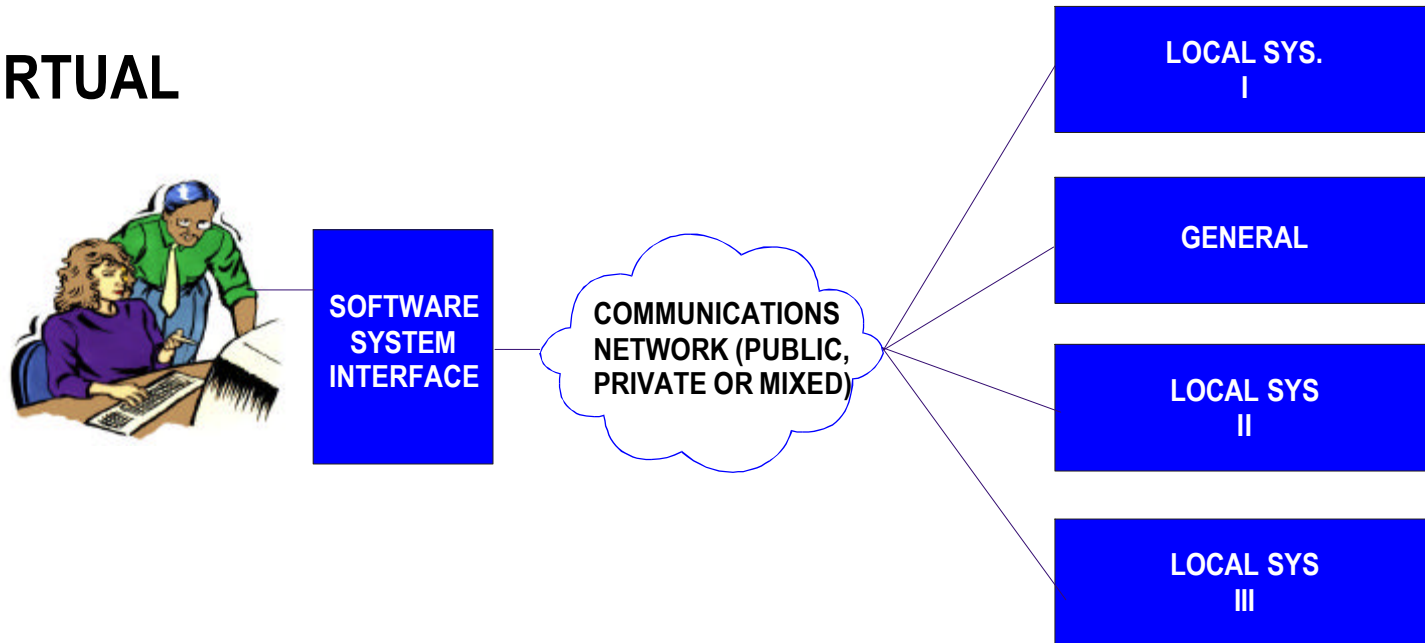 RTUAL
SOFTWARE
SYSTEM
INTERFACE
COMMUNICATIONS
NETWORK (PUBLIC,
PRIVATE OR MIXED)
LOCAL SYS.
I
GENERAL
LOCAL SYS
II
LOCAL SYS
III